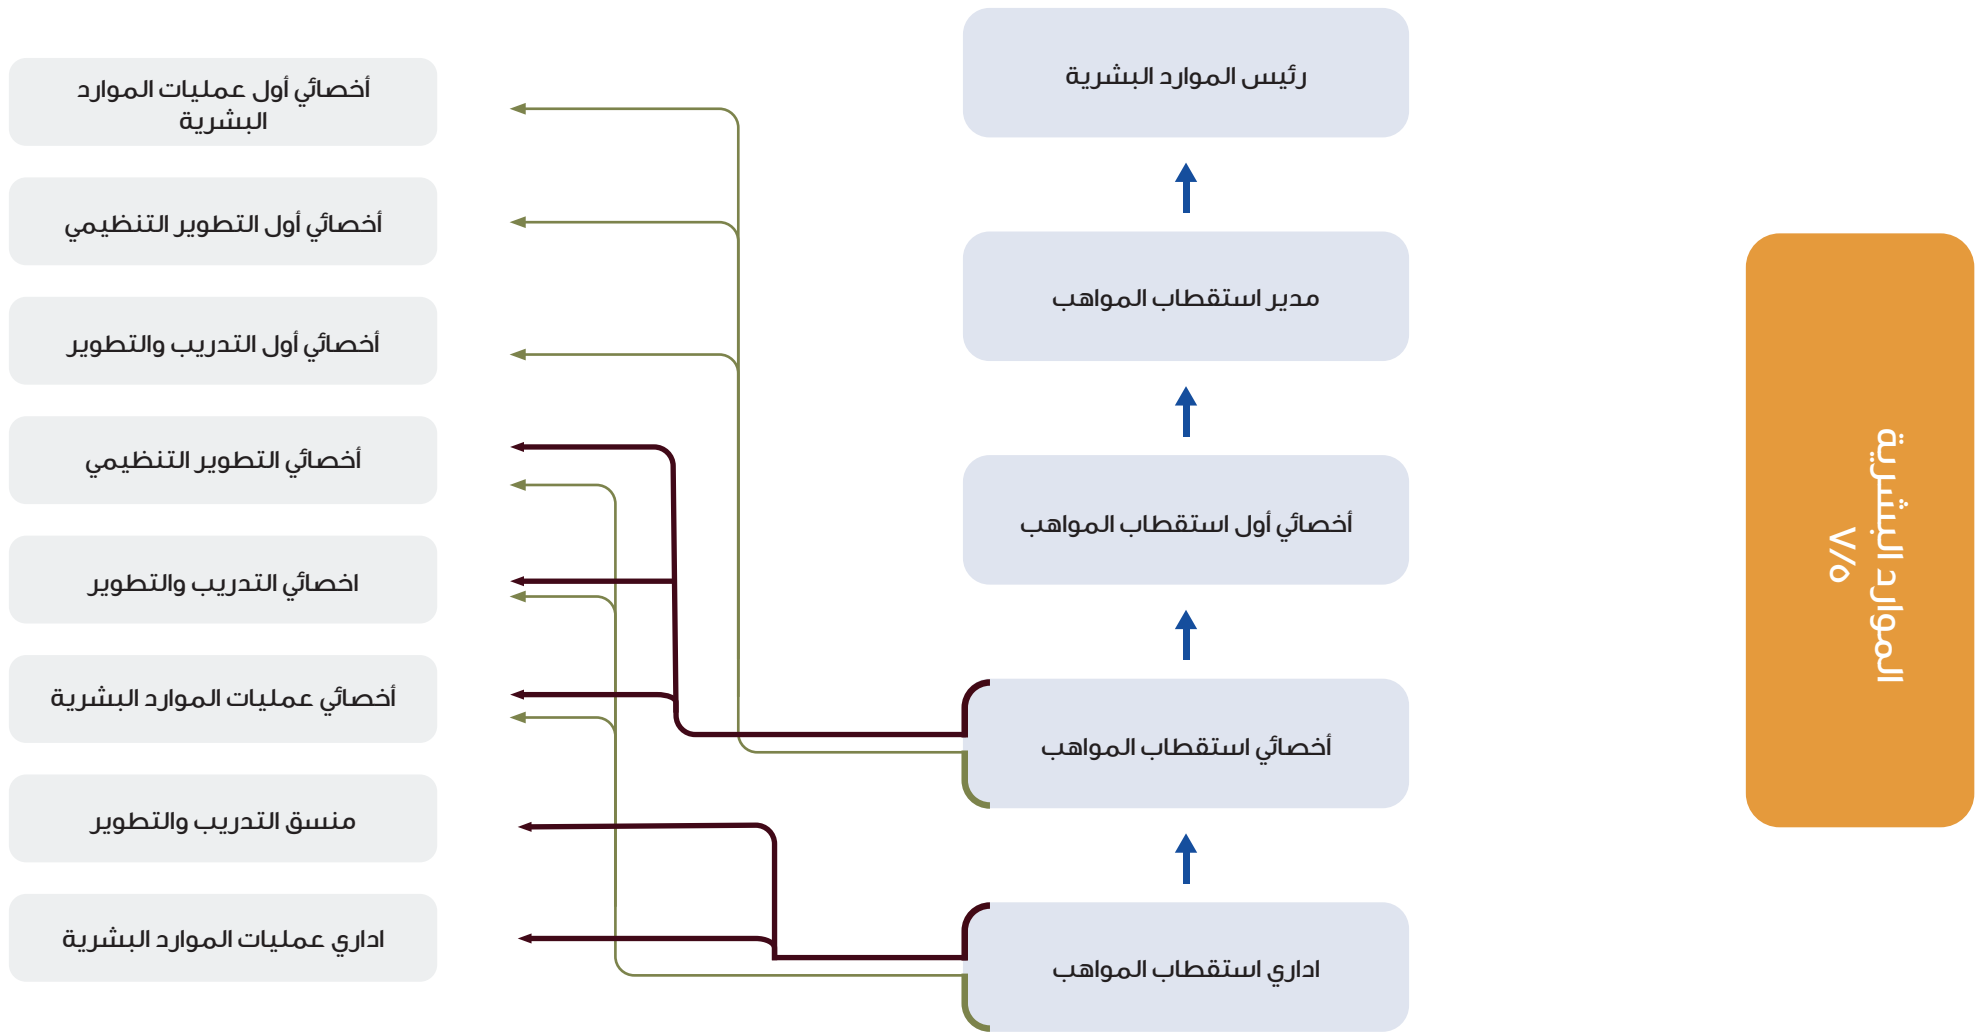 الموارد البشرية
٧/٥
رئيس الموارد البشرية
مدير استقطاب المواهب
أخصائي أول استقطاب المواهب
أخصائي استقطاب المواهب
اداري استقطاب المواهب
أخصائي أول عمليات الموارد
البشرية
أخصائي أول التطوير التنظيمي
أخصائي أول التدريب والتطوير
أخصائي التطوير التنظيمي
اخصائي التدريب والتطوير
أخصائي عمليات الموارد البشرية
منسق التدريب والتطوير
اداري عمليات الموارد البشرية